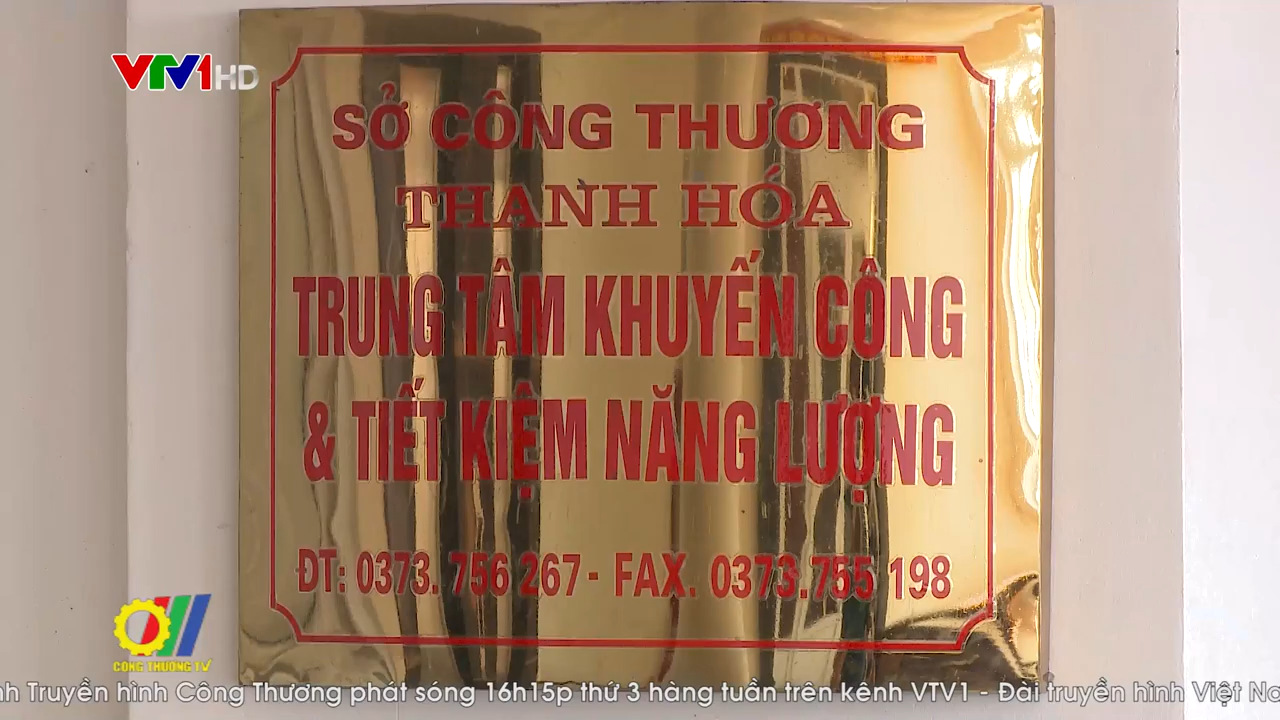 VTV1 HD
SỞ CÔNG THƯƠNG
THANH HÓA
TRUNG TÂM KHUYẾN CÔNG
& TIẾT KIỆM NĂNG LƯỢNG
ĐT: 0373. 756 267 - FAX. 0373.755 198
CÔNG THƯƠNG TV
nh Truyền hình Công Thương phát sóng 16h15p thứ 3 hàng tuần trên kênh VTV1 - Đài truyền hình Việt Na